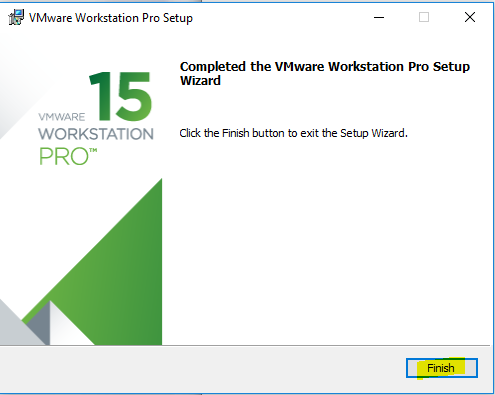 VMware Workstation Pro Setup
Completed the VMware Workstation Pro Setup
Wizard
15
VMWARE
WORKSTATION
PRO™
Click the Finish button to exit the Setup Wizard.
Finish